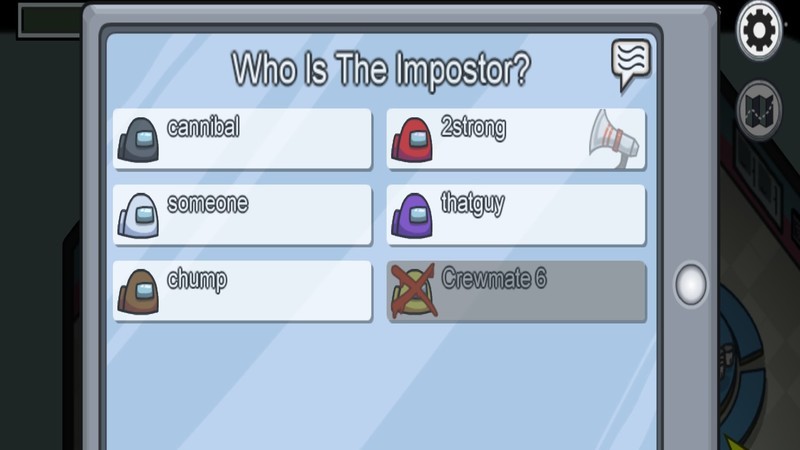 Who Is The Impostor?
cannibal
2strong
someone
thatguy
chump
Crewmate 6